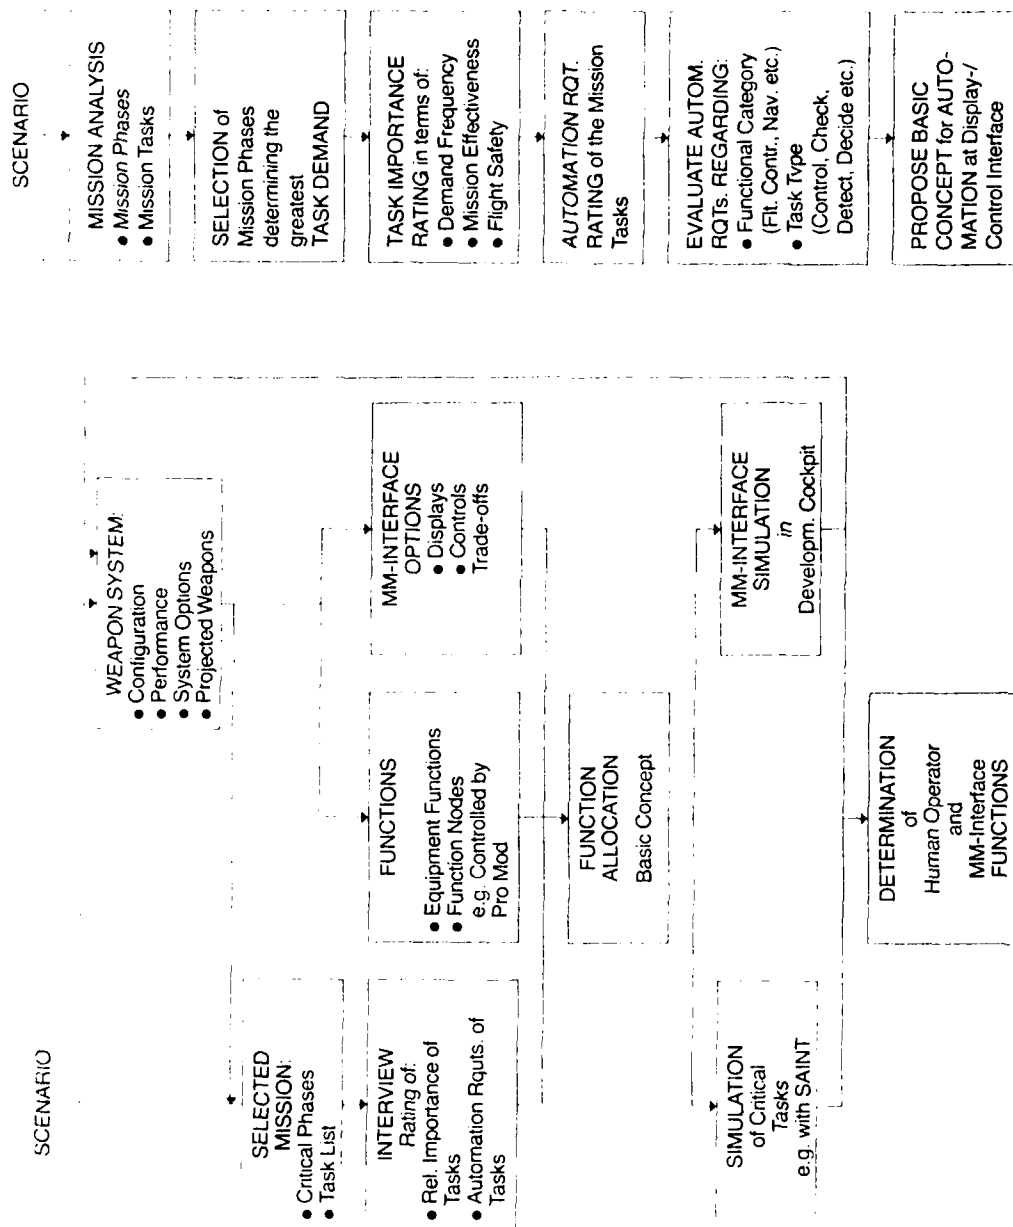 SCENARIO
WEAPON SYSTEM:
● Configuration
● Performance
● System Options
● Projected Weapons
SELECTED
MISSION:
● Critical Phases
● Task List
INTERVIEW
Rating of:
● Rel. Importance of
Tasks
● Automation Rquts. of
Tasks
FUNCTIONS
● Equipment Functions
● Function Nodes
e.g. Controlled by
Pro Mod
MM-INTERFACE
OPTIONS
● Displays
● Controls
Trade-offs
FUNCTION
ALLOCATION
Basic Concept
SIMULATION
of Critical
Tasks
e.g. with SAINT
MM-INTERFACE
SIMULATION
in
Developm. Cockpit
DETERMINATION
of
Human Operator
and
MM-Interface
FUNCTIONS
SCENARIO
MISSION ANALYSIS
● Mission Phases
● Mission Tasks
SELECTION of
Mission Phases
determining the
greatest
TASK DEMAND
TASK IMPORTANCE
RATING in terms of:
● Demand Frequency
● Mission Effectiveness
● Flight Safety
AUTOMATION RQT.
RATING of the Mission
Tasks
EVALUATE AUTOM.
RQTs. REGARDING:
● Functional Category
(Flt. Contr., Nav. etc.)
● Task Type
(Control, Check,
Detect, Decide etc.)
PROPOSE BASIC
CONCEPT for AUTO-
MATION at Display-/
Control Interface